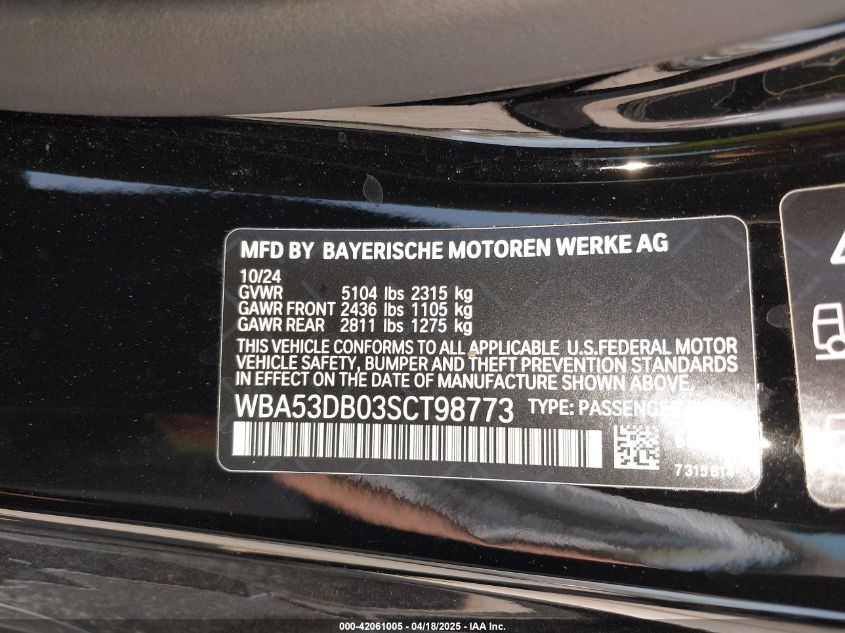 MFD BY BAYERISCHE MOTOREN WERKE AG
10/24
GVWR 5104 lbs 2315 kg
GAWR FRONT 2436 lbs 1105 kg
GAWR REAR 2811 lbs 1275 kg
THIS VEHICLE CONFORMS TO ALL APPLICABLE U.S.FEDERAL MOTOR
VEHICLE SAFETY, BUMPER AND THEFT PREVENTION STANDARDS
IN EFFECT ON THE DATE OF MANUFACTURE SHOWN ABOVE.
WBA53DB03SCT98773 TYPE:
000-42061005 - 04/18/2025 - IAA Inc.